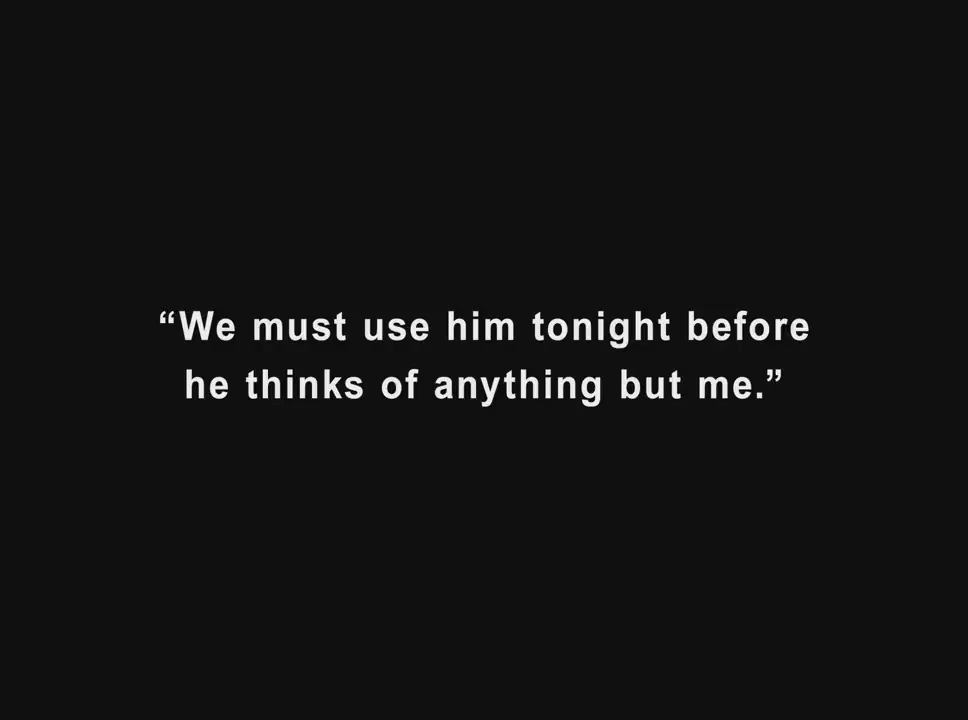 “We must use him tonight before
he thinks of anything but me.”